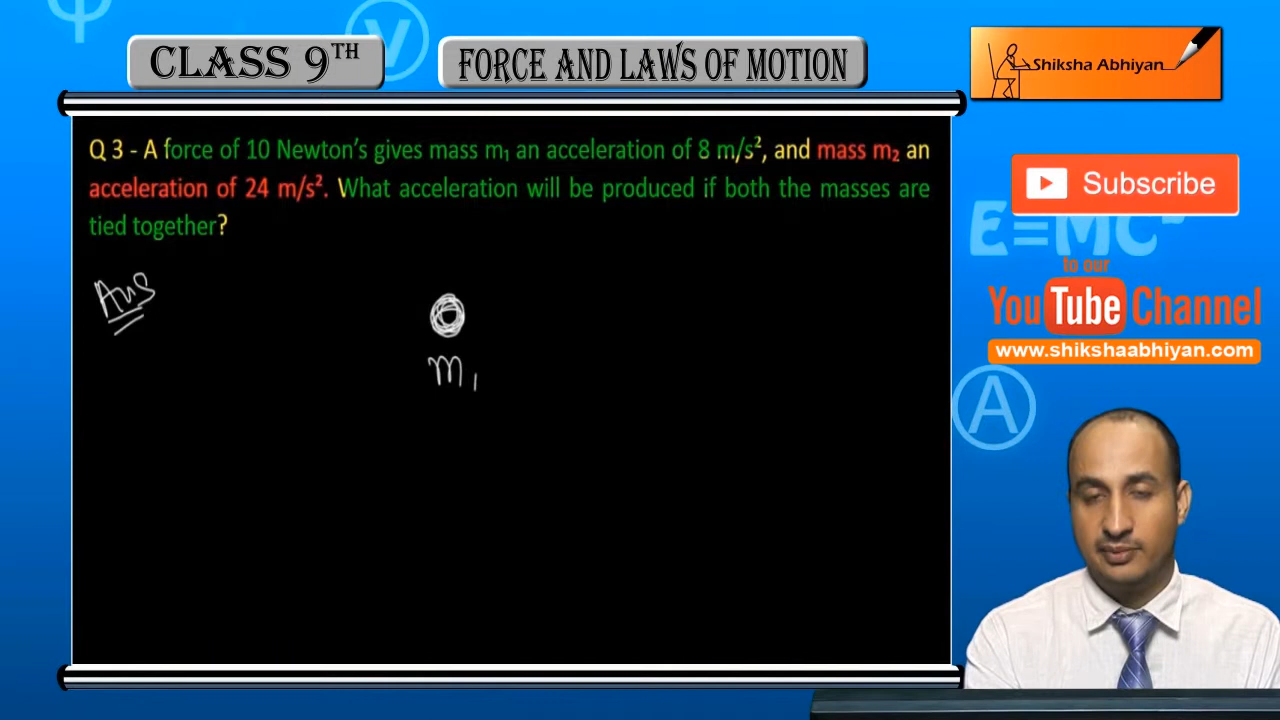 CLASS 9TH
FORCE AND LAWS OF MOTION
Shiksha Abhiyan
Q 3 - A force of 10 Newton's gives mass m₁ an acceleration of 8 m/s², and mass m₂ an
acceleration of 24 m/s². What acceleration will be produced if both the masses are
tied together?
Ans
m₁
Subscribe
E=MC²
to our
YouTube Channel
www.shikshaabhiyan.com
V
A